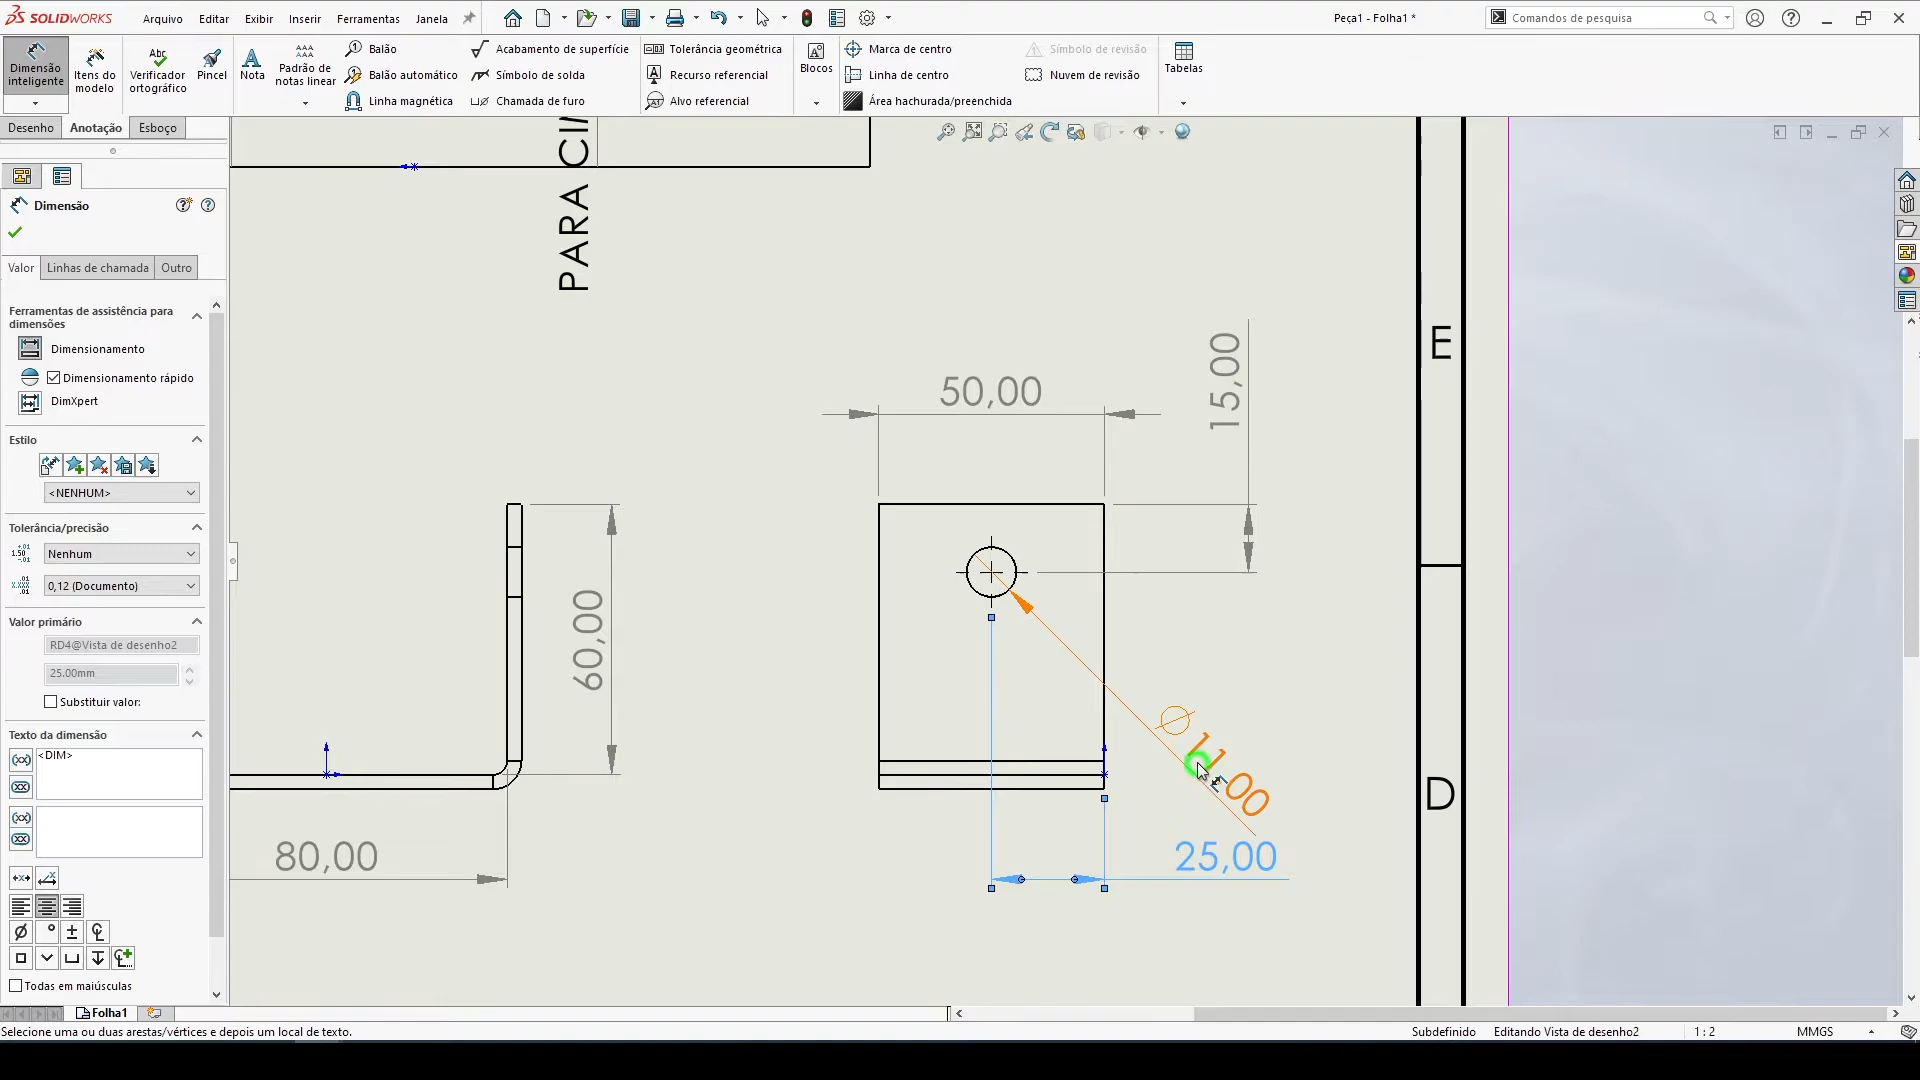 SOLIDWORKS
Arquivo Editar Exibir Inserir Ferramentas Janela
Peça1 - Folha1 *
Comandos de pesquisa
Dimensão inteligente
Itens do modelo
Verificador ortográfico
Pincel
Nota
Padrão de notas linear
Balão
Balão automático
Linha magnética
Acabamento de superfície
Símbolo de solda
Chamada de furo
Tolerância geométrica
Recurso referencial
Alvo referencial
Blocos
Marca de centro
Linha de centro
Área hachurada/preenchida
Símbolo de revisão
Nuvem de revisão
Tabelas
Desenho Anotação Esboço
Dimensão
Valor Linhas de chamada Outro
Ferramentas de assistência para
dimensões
Dimensionamento
Dimensionamento rápido
DimXpert
Estilo
<NENHUM>
Tolerância/precisão
Nenhum
0,12 (Documento)
Valor primário
RD4@Vista de desenho2
25.00mm
Substituir valor:
Texto da dimensão
<DIM>
Todas em maiúsculas
PARA CI
50,00
15,00
60,00
80,00
∅ 11,00
25,00
E
D
Folha1
Selecione uma ou duas arestas/vértices e depois um local de texto.
Subdefinido Editando Vista de desenho2 1 : 2 MMGS